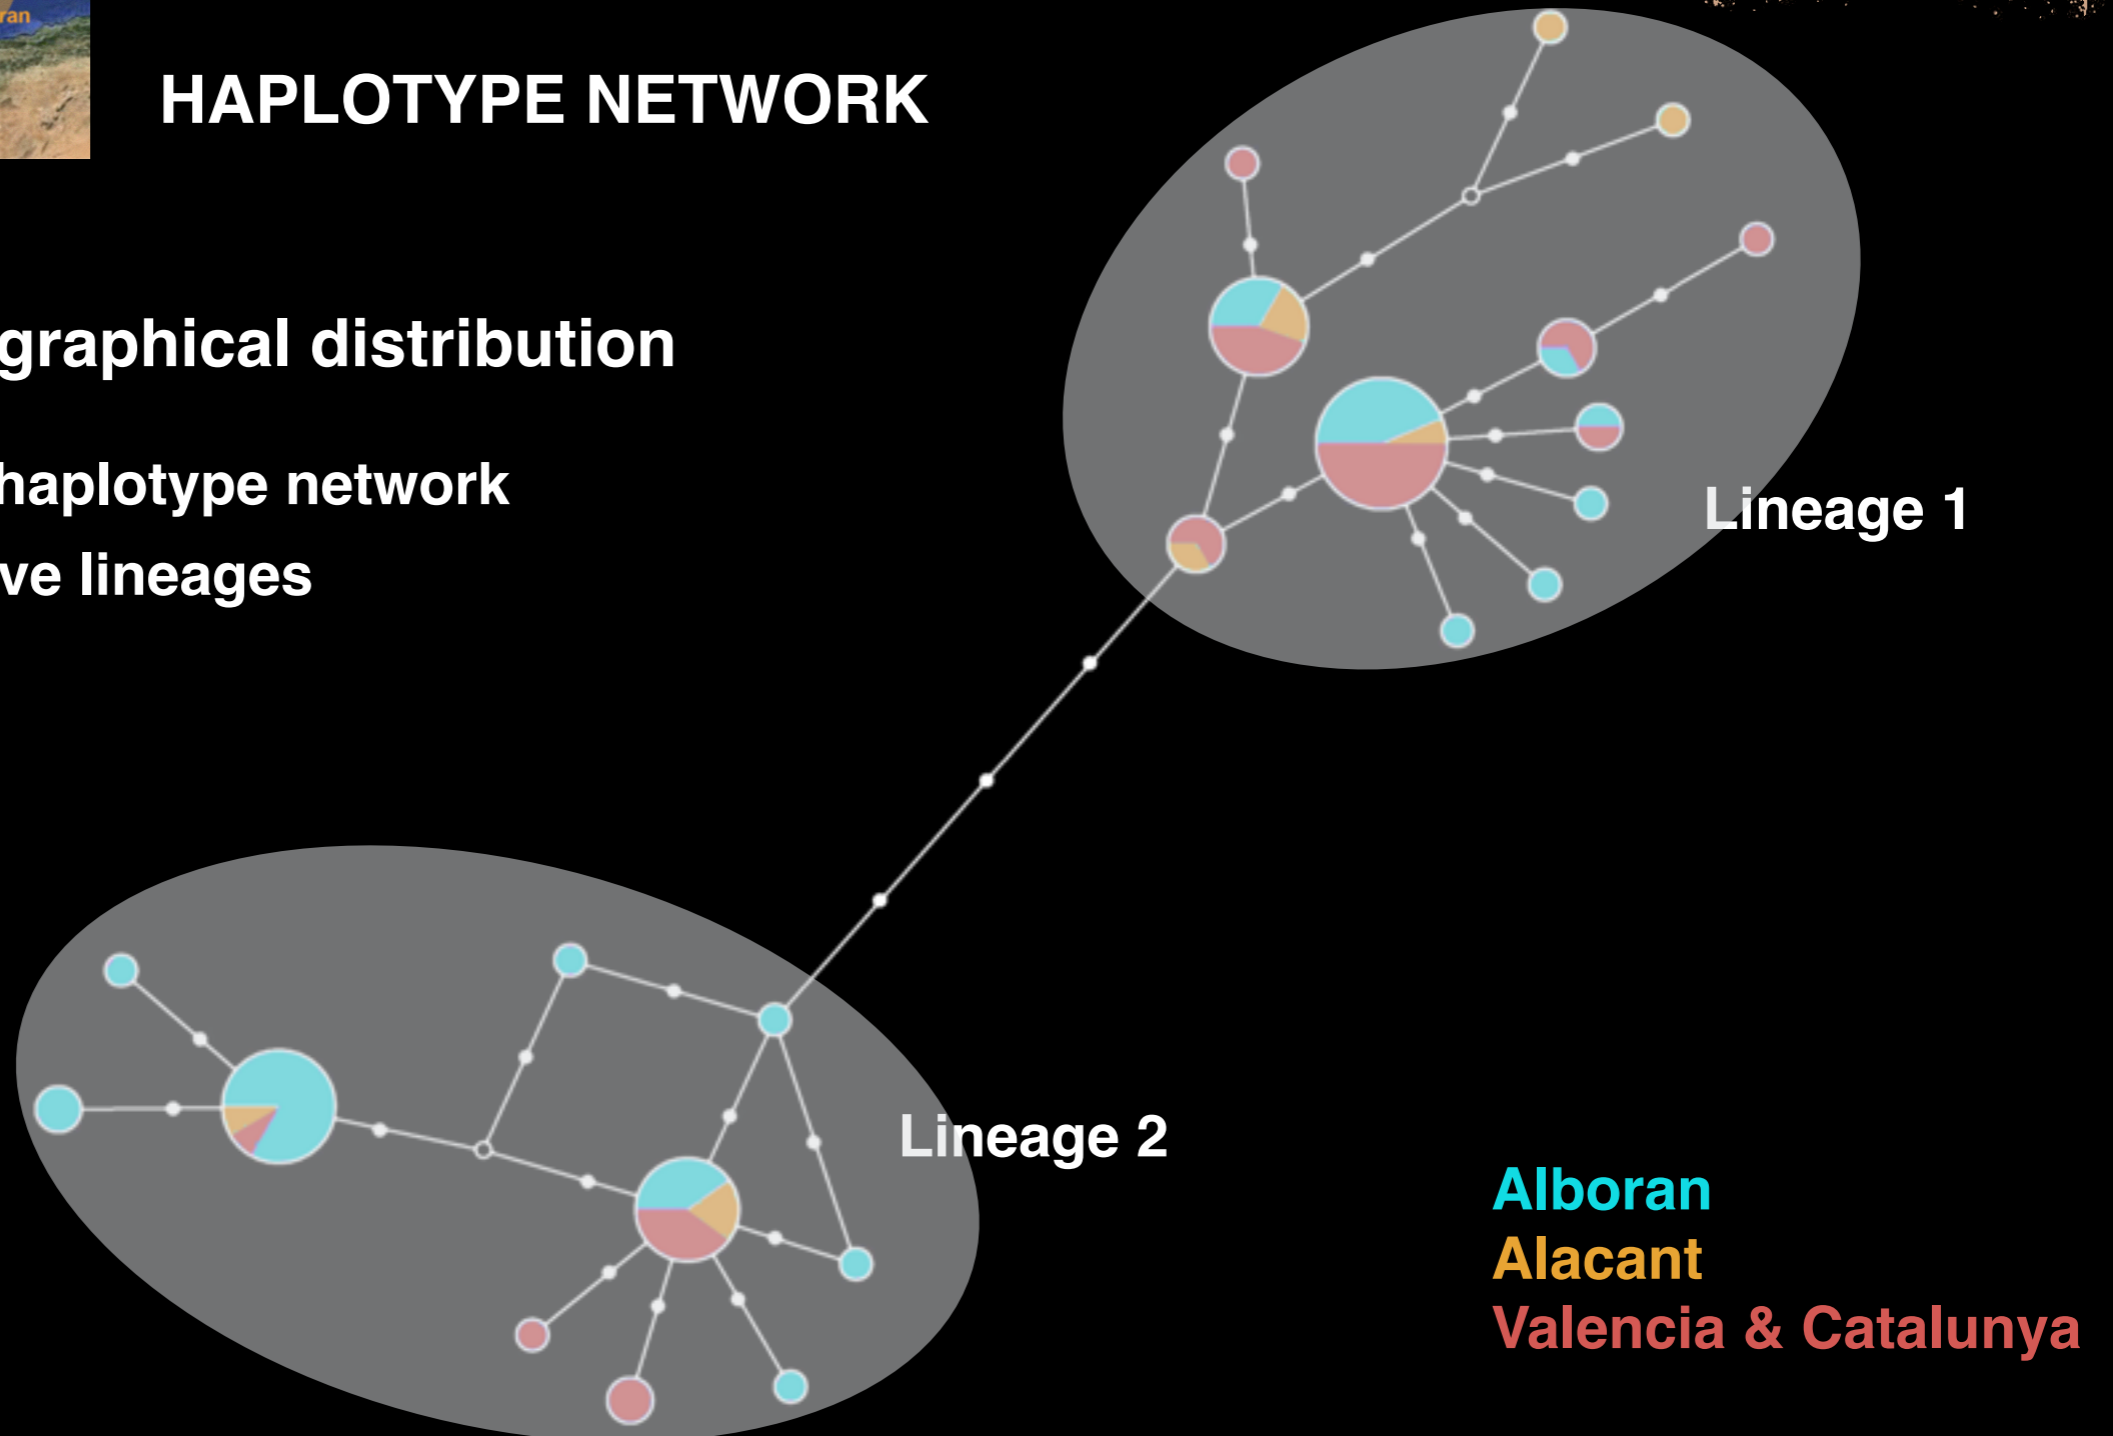 ran
HAPLOTYPE NETWORK
graphical distribution
haplotype network
ve lineages
Lineage 1
Lineage 2
Alboran
Alacant
Valencia & Catalunya